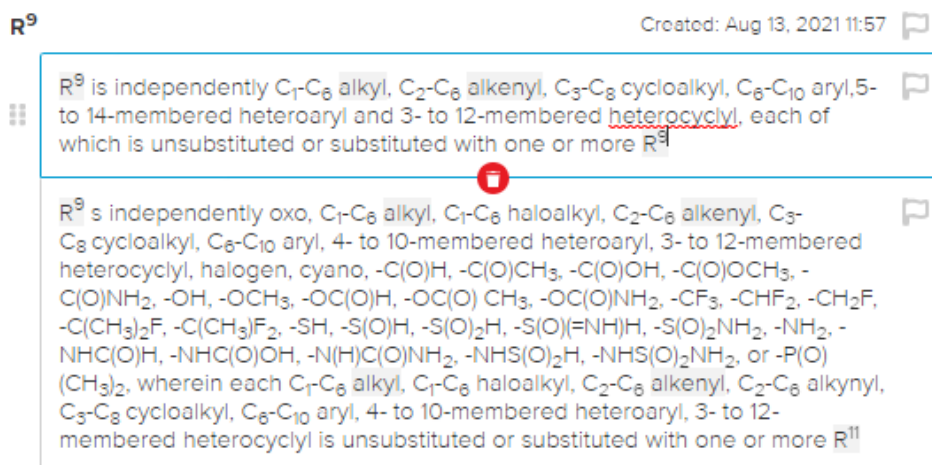 R⁹
Created: Aug 13, 2021 11:57
R⁹ is independently C₁-C₆ alkyl, C₂-C₆ alkenyl, C₃-C₈ cycloalkyl, C₆-C₁₀ aryl,5-
to 14-membered heteroaryl and 3- to 12-membered heterocyclyl, each of
which is unsubstituted or substituted with one or more R⁹
R⁹ s independently oxo, C₁-C₆ alkyl, C₁-C₆ haloalkyl, C₂-C₆ alkenyl, C₃-
C₈ cycloalkyl, C₆-C₁₀ aryl, 4- to 10-membered heteroaryl, 3- to 12-membered
heterocyclyl, halogen, cyano, -C(O)H, -C(O)CH₃, -C(O)OH, -C(O)OCH₃, -
C(O)NH₂, -OH, -OCH₃, -OC(O)H, -OC(O) CH₃, -OC(O)NH₂, -CF₃, -CHF₂, -CH₂F,
-C(CH₃)₂F, -C(CH₃)F₂, -SH, -S(O)H, -S(O)₂H, -S(O)(=NH)H, -S(O)₂NH₂, -NH₂, -
NHC(O)H, -NHC(O)OH, -N(H)C(O)NH₂, -NHS(O)₂H, -NHS(O)₂NH₂, or -P(O)
(CH₃)₂, wherein each C₁-C₆ alkyl, C₁-C₆ haloalkyl, C₂-C₆ alkenyl, C₂-C₆ alkynyl,
C₃-C₈ cycloalkyl, C₆-C₁₀ aryl, 4- to 10-membered heteroaryl, 3- to 12-
membered heterocyclyl is unsubstituted or substituted with one or more R¹¹